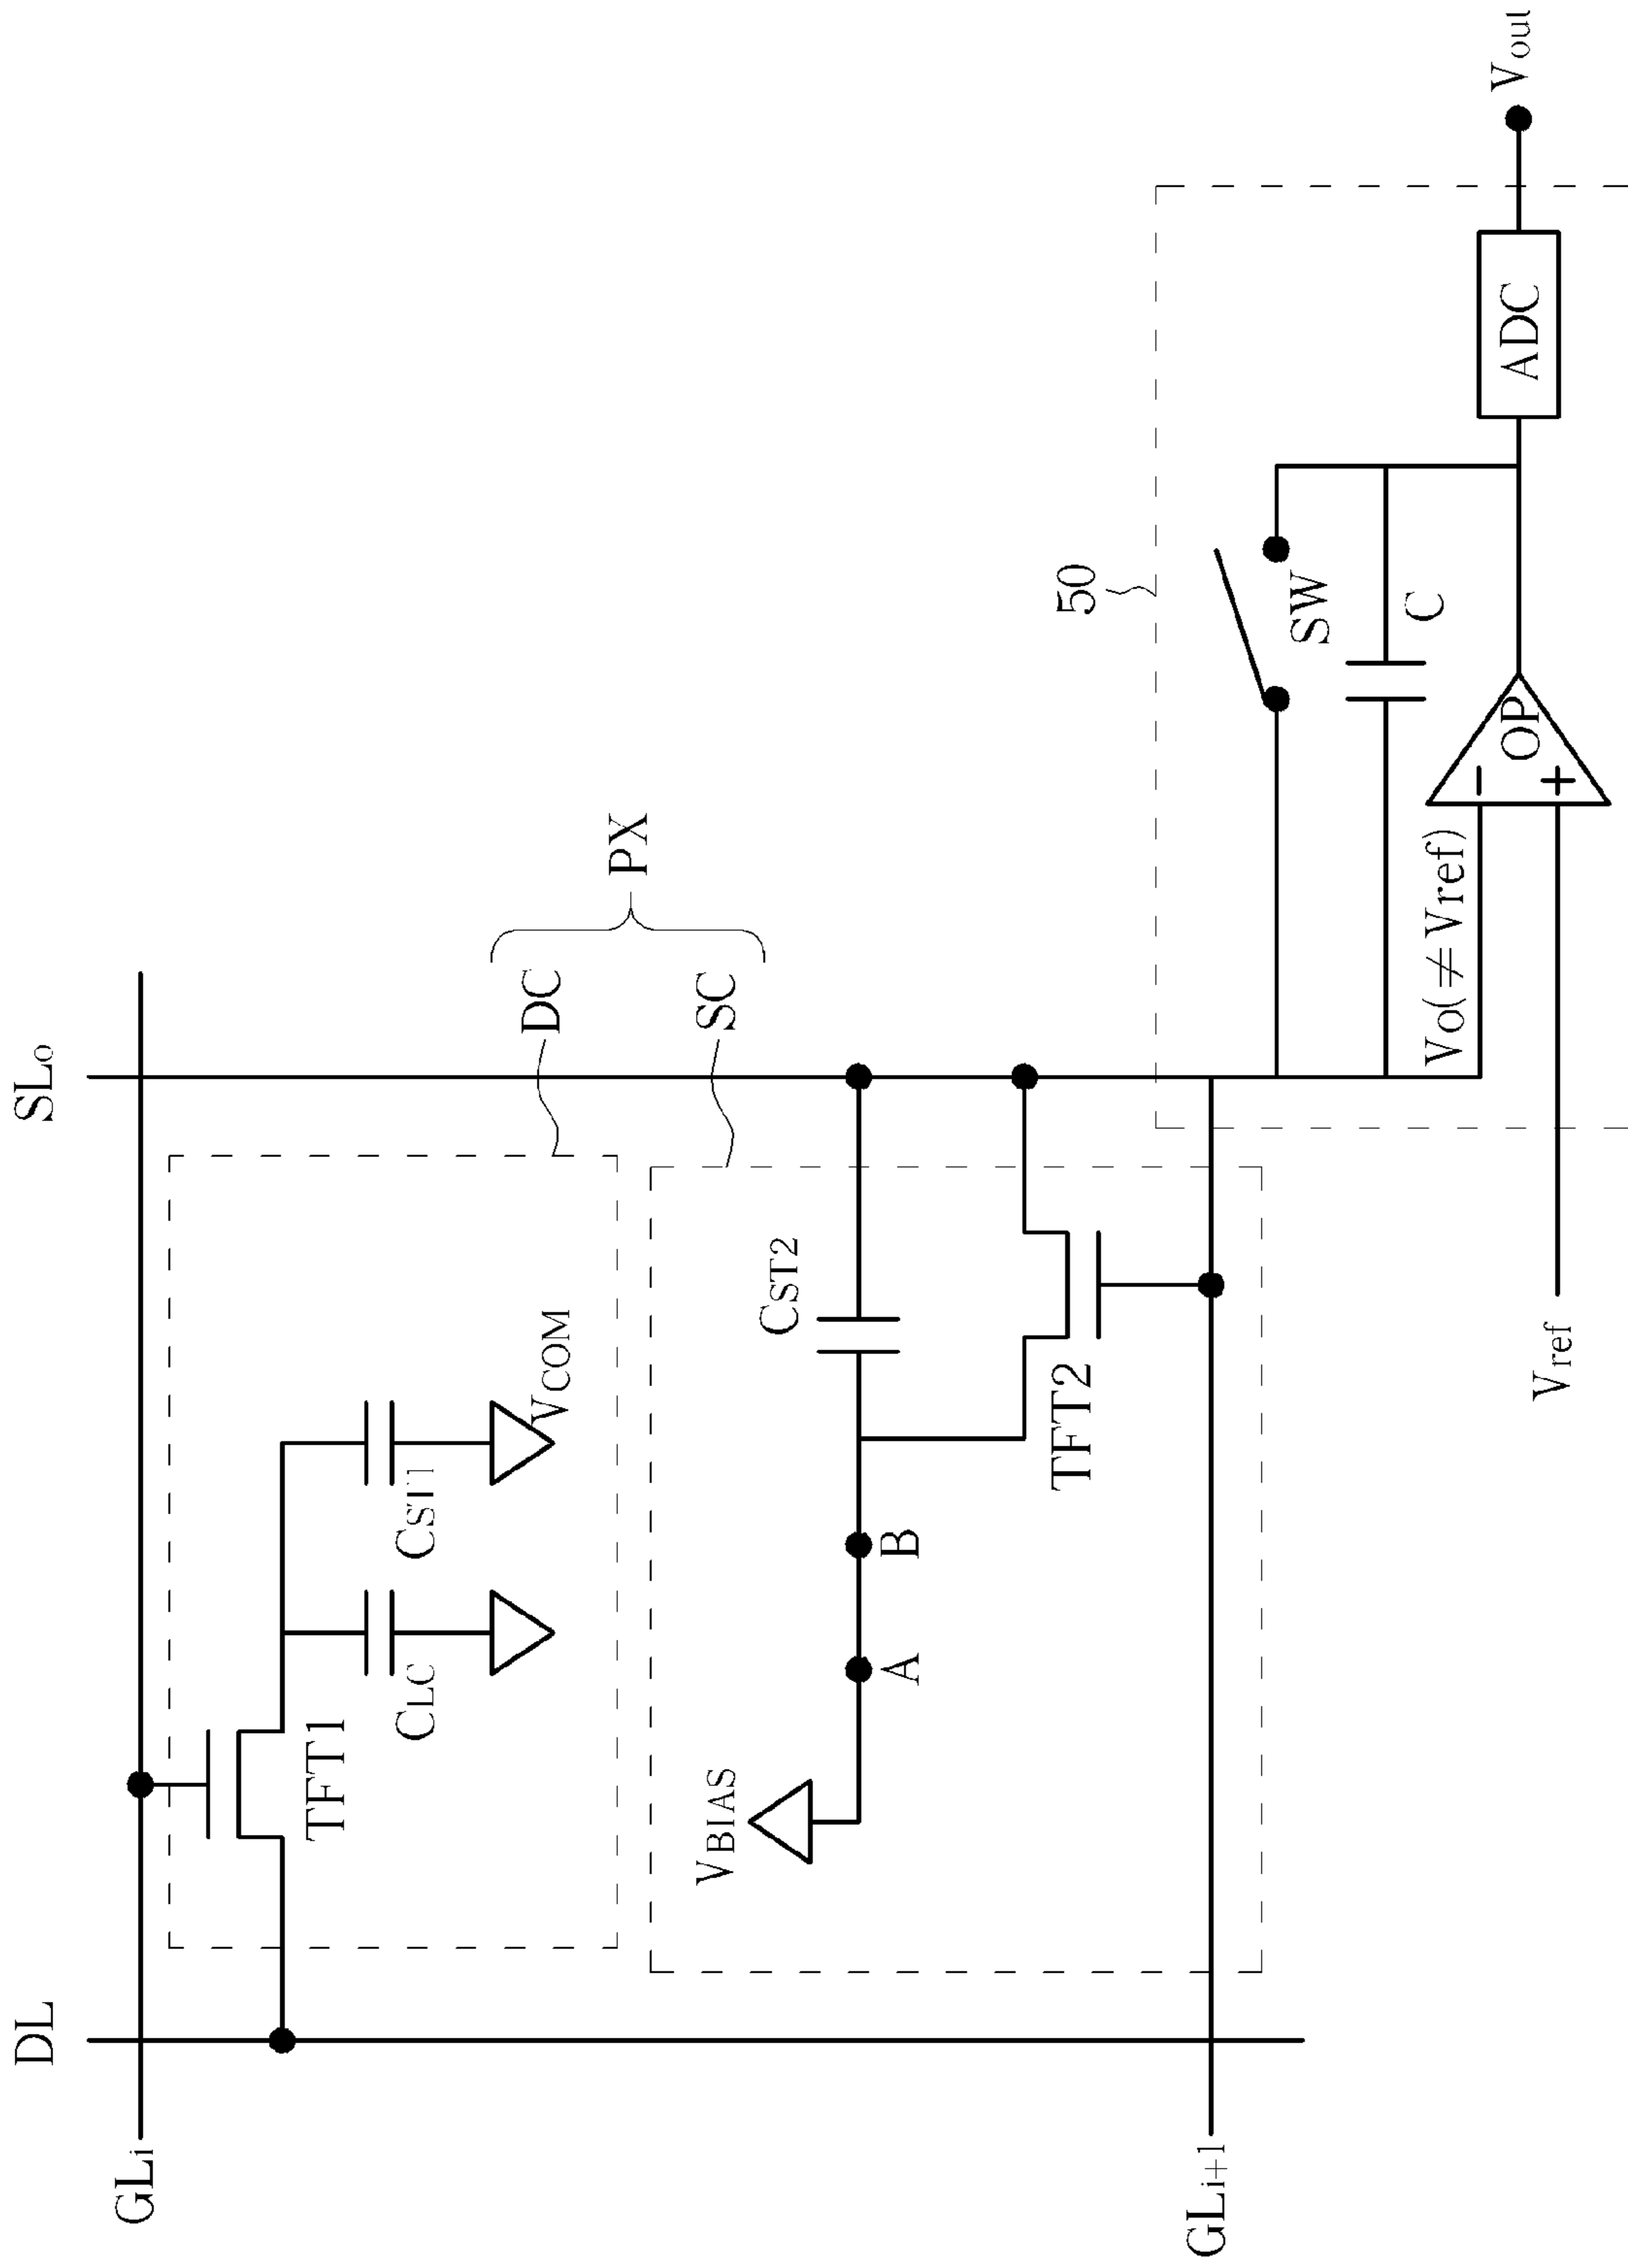 DL
SLo
GLi
TFT1
CLC
CST1
VCOM
DC
SC
PX
VBIAS
A
B
CST2
TFT2
GLi+1
50
SW
C
Vo(≠Vref)
OP
−
+
ADC
Vout
Vref